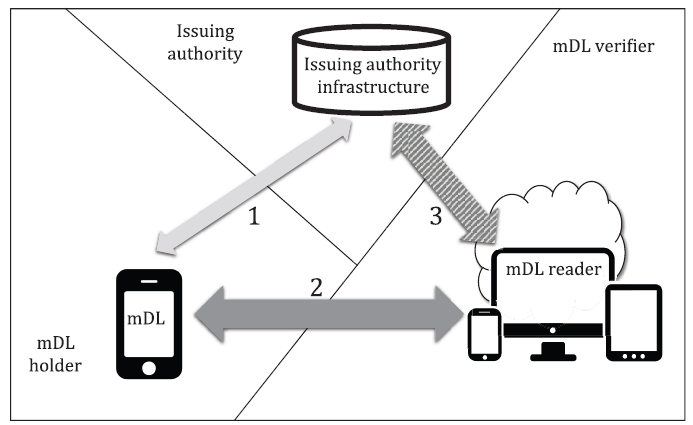 Issuing
authority
Issuing authority
infrastructure
mDL verifier
1
3
2
mDL reader
mDL
mDL
holder